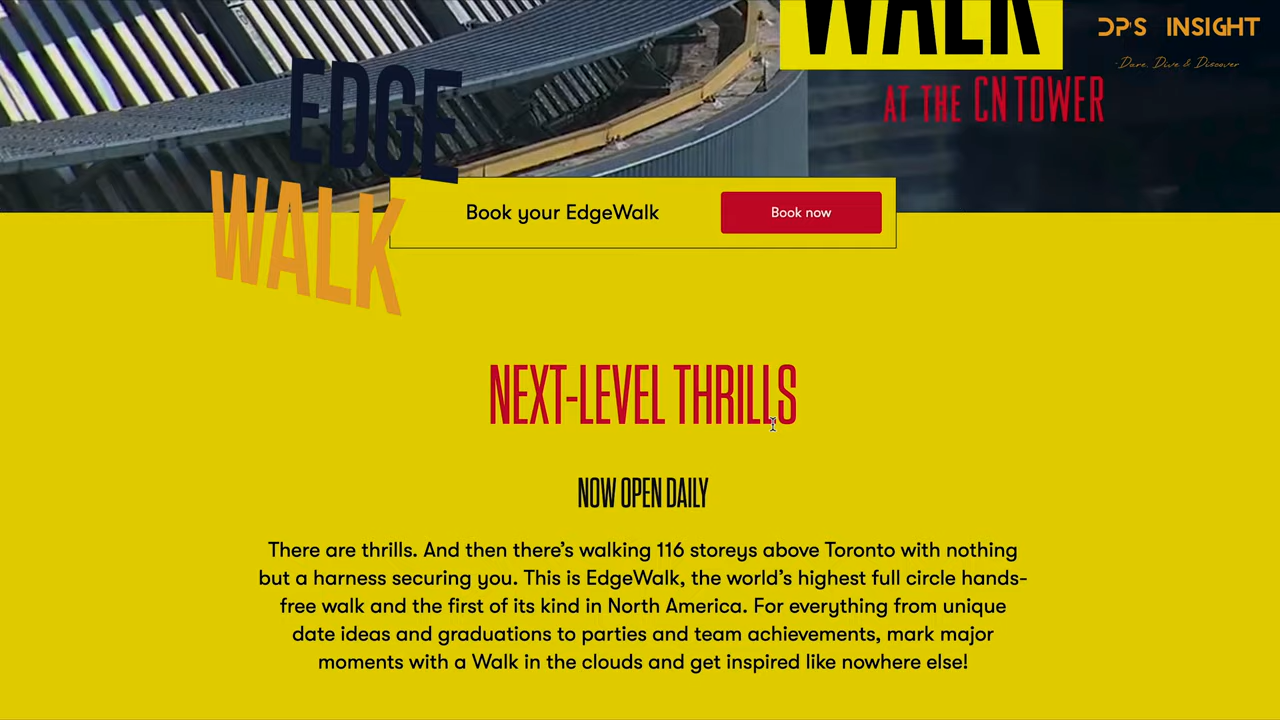 WALK
DP'S INSIGHT
Dare, Dive & Discover
AT THE CN TOWER
EDGE
WALK
Book your EdgeWalk
Book now
NEXT-LEVEL THRILLS
NOW OPEN DAILY
There are thrills. And then there's walking 116 storeys above Toronto with nothing
but a harness securing you. This is EdgeWalk, the world's highest full circle hands-
free walk and the first of its kind in North America. For everything from unique
date ideas and graduations to parties and team achievements, mark major
moments with a Walk in the clouds and get inspired like nowhere else!